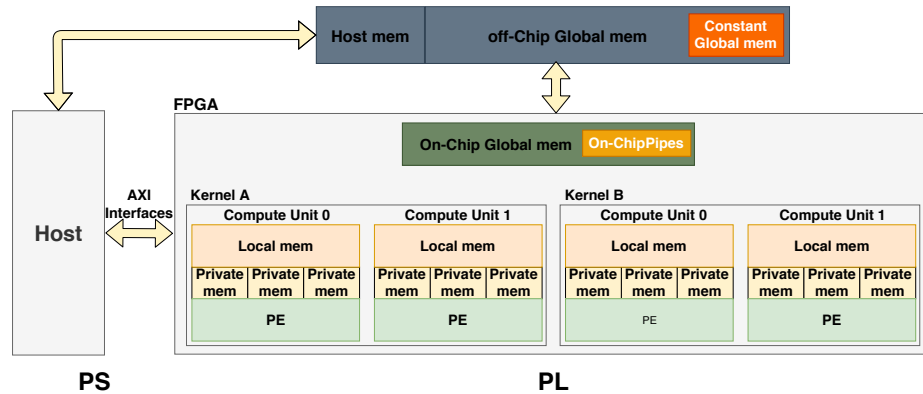 Host mem
off-Chip Global mem
Constant
Global mem
FPGA
On-Chip Global mem
On-ChipPipes
AXI
Interfaces
Host
Kernel A
Compute Unit 0
Local mem
Private
mem
Private
mem
Private
mem
PE
Compute Unit 1
Local mem
Private
mem
Private
mem
Private
mem
PE
Kernel B
Compute Unit 0
Local mem
Private
mem
Private
mem
Private
mem
PE
Compute Unit 1
Local mem
Private
mem
Private
mem
Private
mem
PE
PS
PL